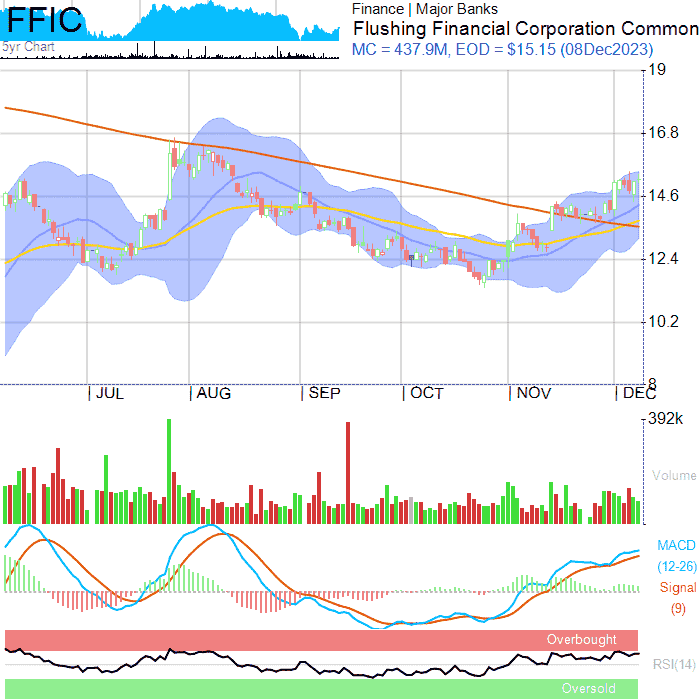 FFIC
5yr Chart
Finance | Major Banks
Flushing Financial Corporation Common
MC = 437.9M, EOD = $15.15 (08Dec2023)
19
16.8
14.6
12.4
10.2
8
JUL AUG SEP OCT NOV DEC
392k
Volume
MACD
(12-26)
Signal
(9)
Overbought
RSI(14)
Oversold